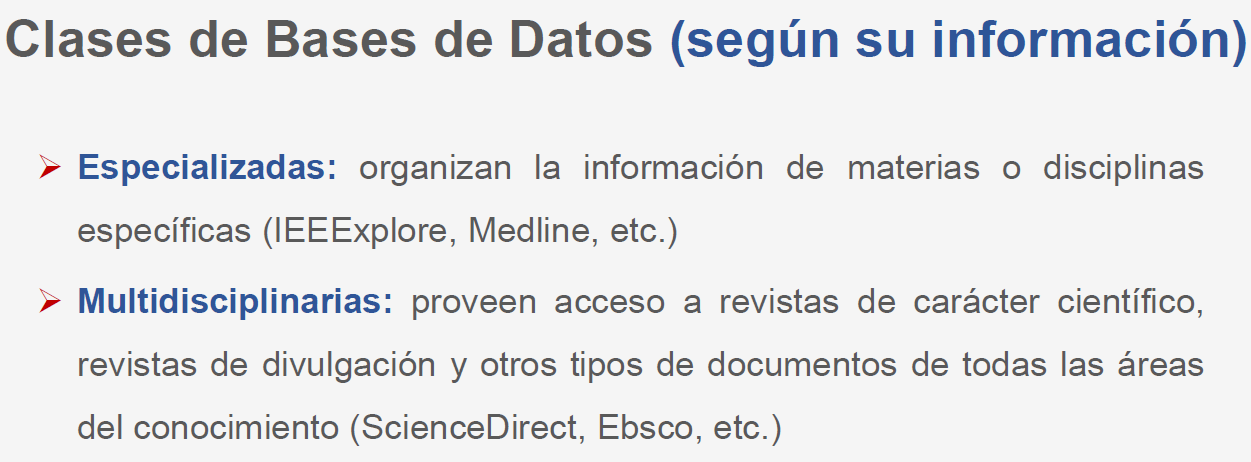 Clases de Bases de Datos (según su información)
Especializadas: organizan la información de materias o disciplinas
específicas (IEEExplore, Medline, etc.)
Multidisciplinarias: proveen acceso a revistas de carácter científico,
revistas de divulgación y otros tipos de documentos de todas las áreas
del conocimiento (ScienceDirect, Ebsco, etc.)